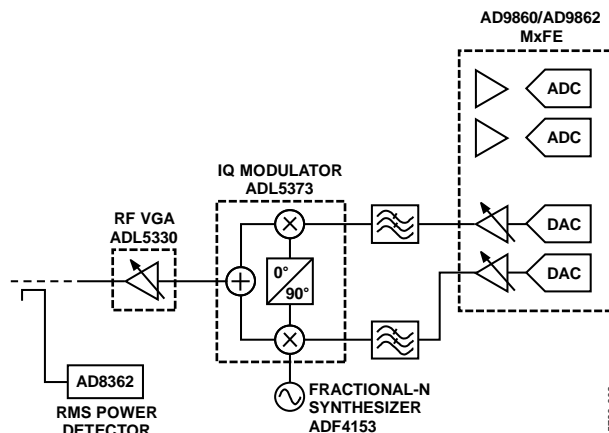 AD9860/AD9862
MxFE
ADC
ADC
IQ MODULATOR
ADL5373
RF VGA
ADL5330
DAC
0°
90°
DAC
AD8362
RMS POWER
DETECTOR
FRACTIONAL-N
SYNTHESIZER
ADF4153